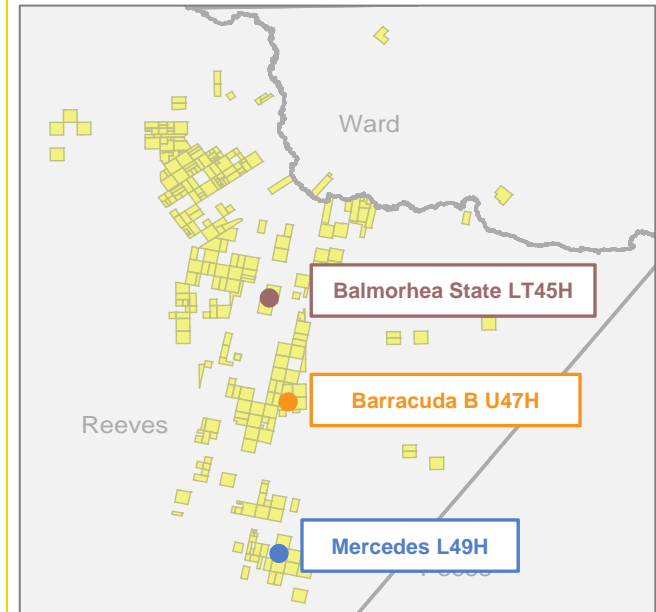 Ward
Balmorhea State LT45H
Barracuda B U47H
Reeves
Mercedes L49H